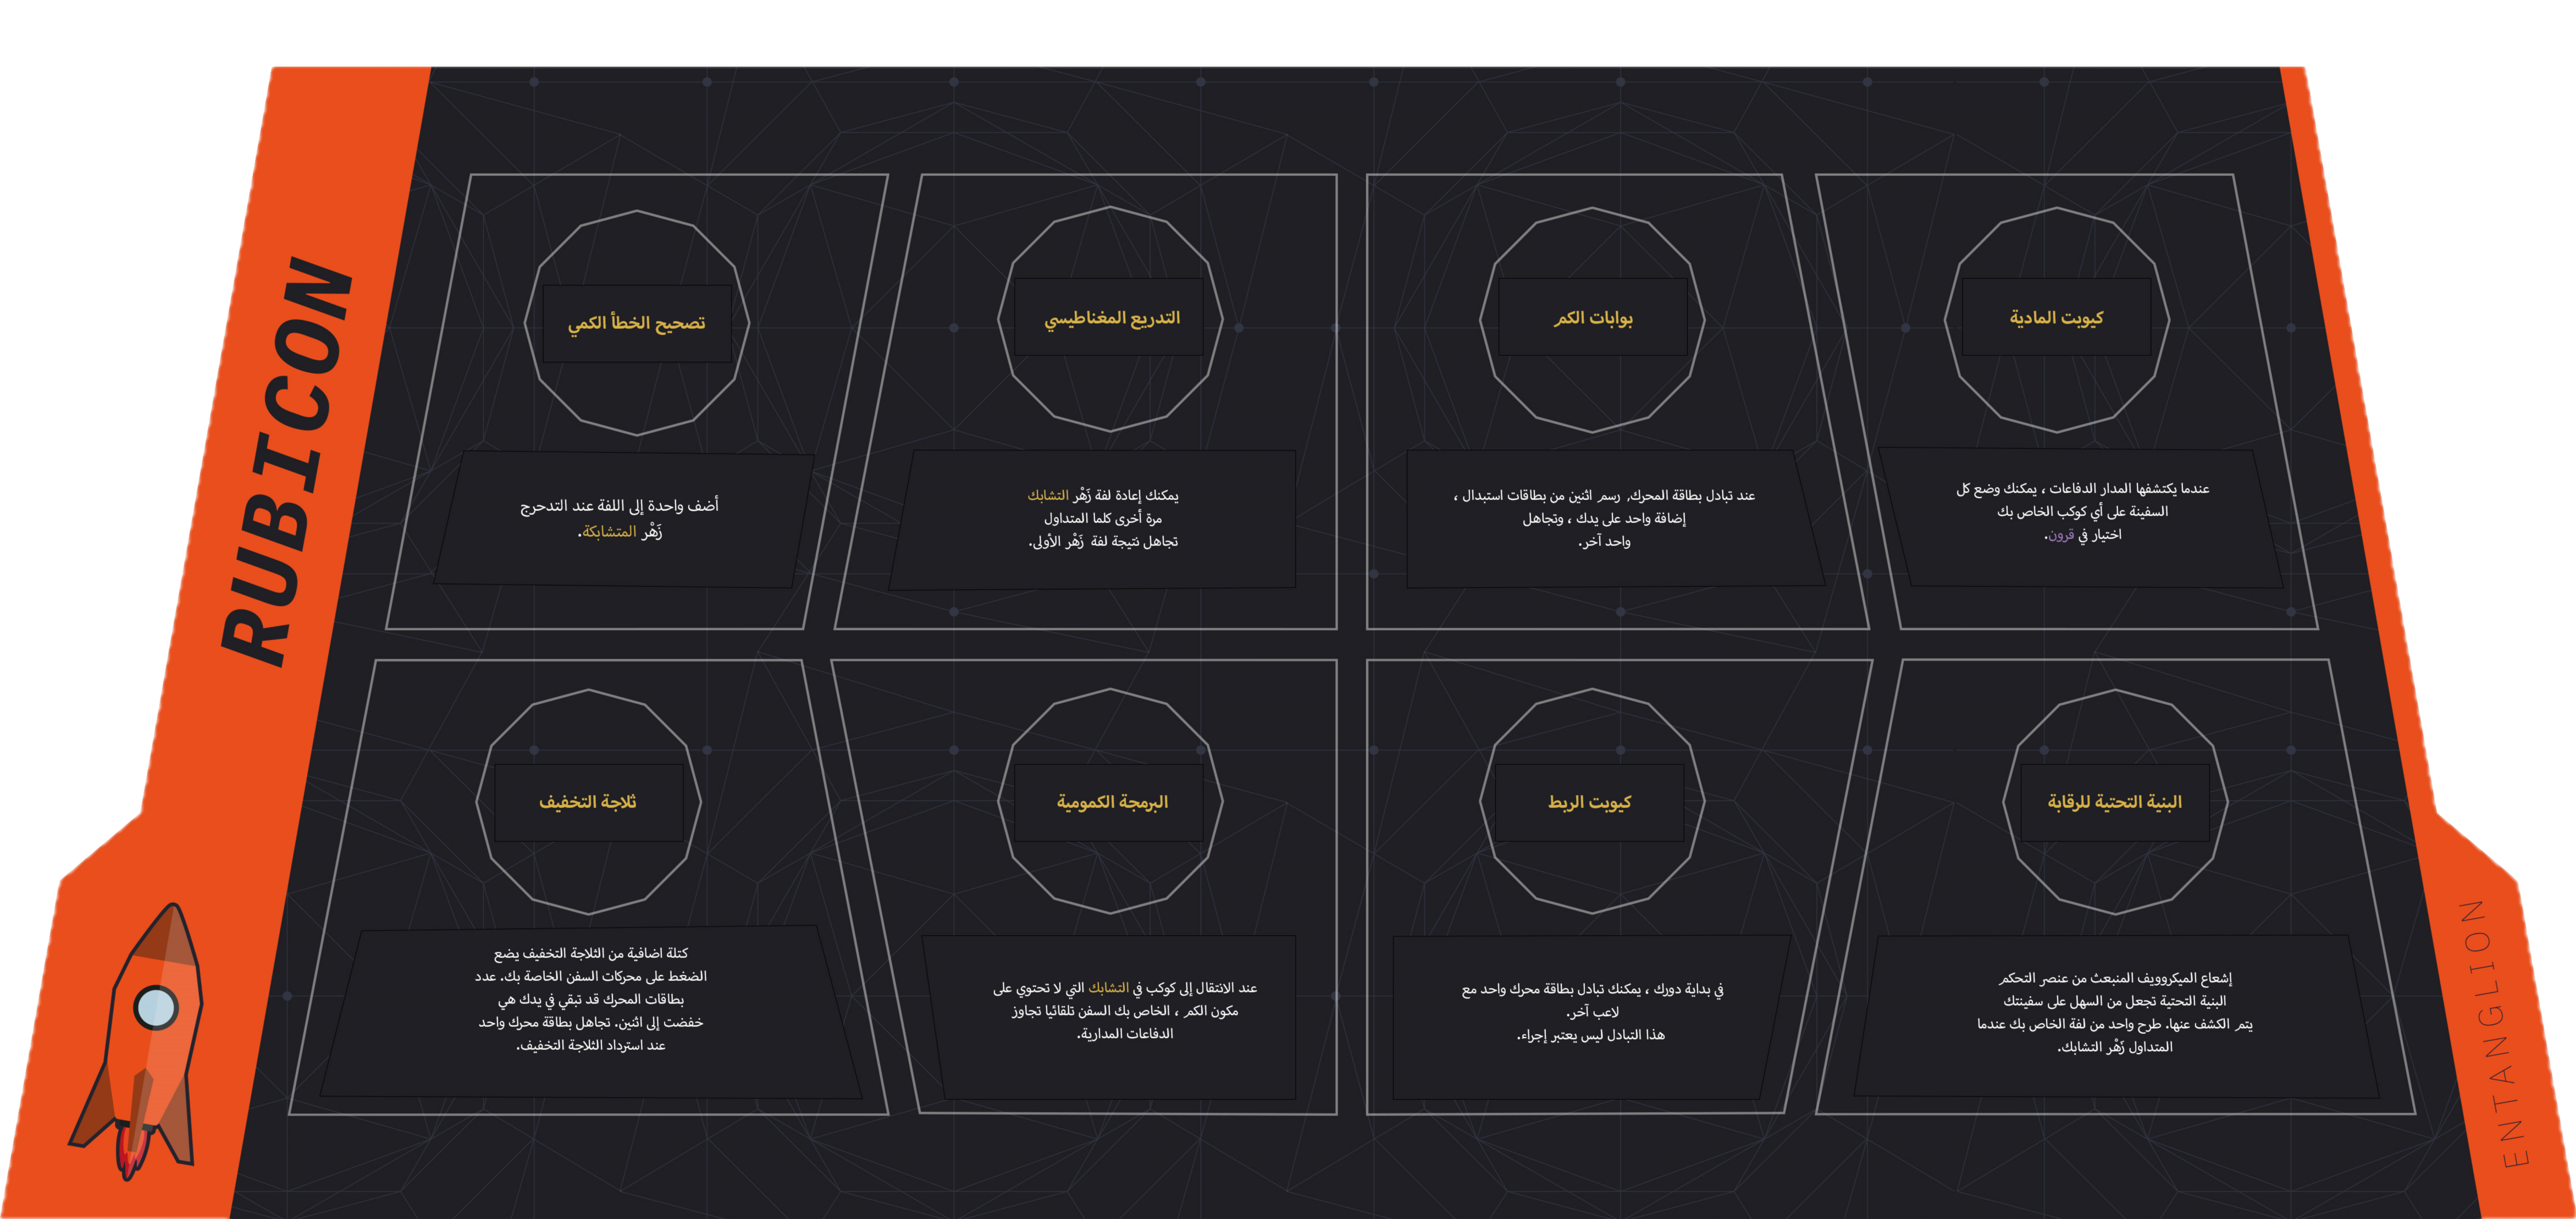 RUBICON
كيوبت المادية
عندما يكتشفها المدار الدفاعات ، يمكنك وضع كل
السفينة على أي كوكب الخاص بك
اختيار في قرون.
بوابات الكم
عند تبادل بطاقة المحرك, رسم اثنين من بطاقات استبدال ،
إضافة واحد على يدك ، وتجاهل
واحد آخر.
التدريع المغناطيسي
يمكنك إعادة لفة زَهْر التشابك
مرة أخرى كلما المتداول
تجاهل نتيجة لفة زَهْر الأولى.
تصحيح الخطأ الكمي
أضف واحدة إلى اللفة عند التدحرج
زَهْر المتشابكة.
البنية التحتية للرقابة
إشعاع الميكروويف المنبعث من عنصر التحكم
البنية التحتية تجعل من السهل على سفينتك
يتم الكشف عنها. طرح واحد من لفة الخاص بك عندما
المتداول زَهْر التشابك.
كيوبت الربط
في بداية دورك ، يمكنك تبادل بطاقة محرك واحد مع
لاعب آخر.
هذا التبادل ليس يعتبر إجراء.
البرمجة الكمومية
عند الانتقال إلى كوكب في التشابك التي لا تحتوي على
مكون الكم ، الخاص بك السفن تلقائيا تجاوز
الدفاعات المدارية.
ثلاجة التخفيف
كتلة اضافية من الثلاجة التخفيف يضع
الضغط على محركات السفن الخاصة بك. عدد
بطاقات المحرك قد تبقي في يدك هي
خفضت إلى اثنين. تجاهل بطاقة محرك واحد
عند استرداد الثلاجة التخفيف.
ENTANGLION